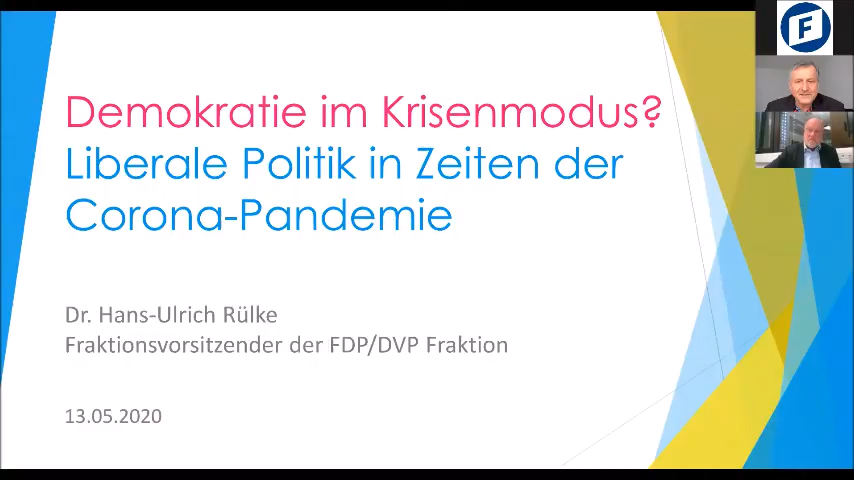 Demokratie im Krisenmodus?
Liberale Politik in Zeiten der
Corona-Pandemie
Dr. Hans-Ulrich Rülke
Fraktionsvorsitzender der FDP/DVP Fraktion
13.05.2020
F